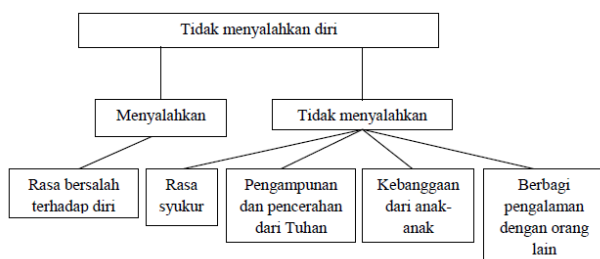 Tidak menyalahkan diri
Menyalahkan
Tidak menyalahkan
Rasa bersalah
terhadap diri
Rasa
syukur
Pengampunan
dan pencerahan
dari Tuhan
Kebanggaan
dari anak-
anak
Berbagi
pengalaman
dengan orang
lain